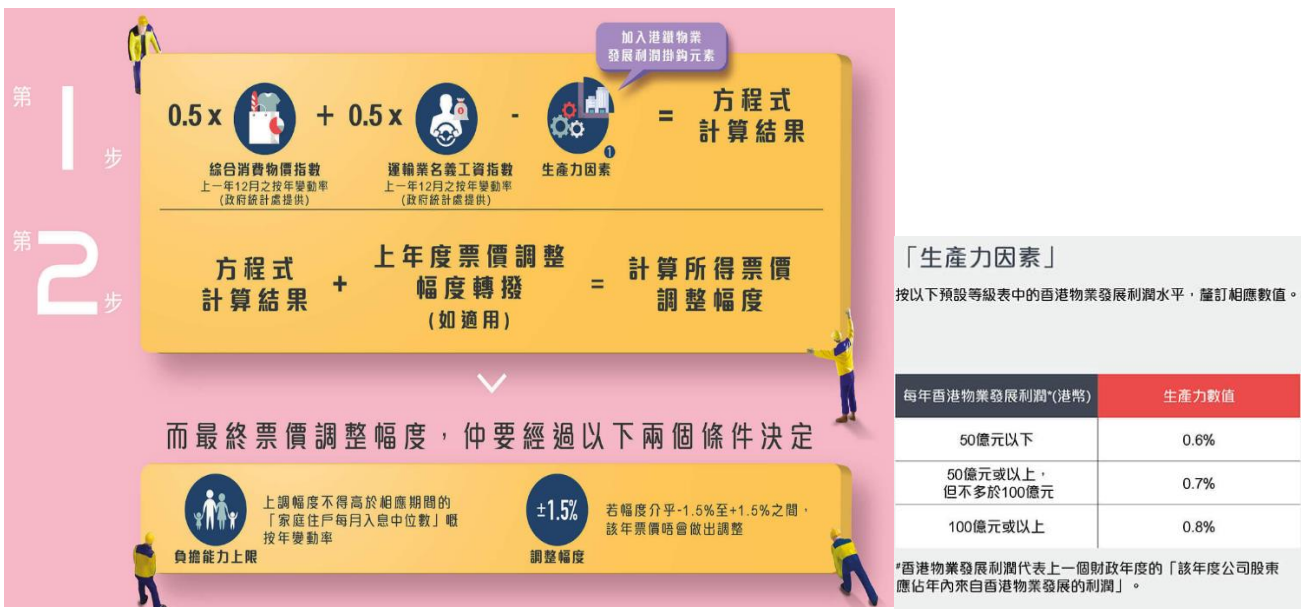 加入港鐵物業
發展利潤掛鈎元素
第
1
步
0.5 x
+ 0.5 x
-
=
方程式
計算結果
綜合消費物價指數
上一年12月之按年變動率
(政府統計處提供)
運輸業名義工資指數
上一年12月之按年變動率
(政府統計處提供)
生產力因素
1
第
2
步
方程式
計算結果
+
上年度票價調整
幅度轉撥
(如適用)
=
計算所得票價
調整幅度
而最終票價調整幅度，仲要經過以下兩個條件決定
負擔能力上限
上調幅度不得高於相應期間的
「家庭住戶每月入息中位數」嘅
按年變動率
±1.5%
調整幅度
若幅度介乎-1.5%至+1.5%之間，
該年票價唔會做出調整
「生產力因素」
按以下預設等級表中的香港物業發展利潤水平，釐訂相應數值。
每年香港物業發展利潤*(港幣)
生產力數值
50億元以下
0.6%
50億元或以上，
但不多於100億元
0.7%
100億元或以上
0.8%
*香港物業發展利潤代表上一個財政年度的「該年度公司股東
應佔年內來自香港物業發展的利潤」。